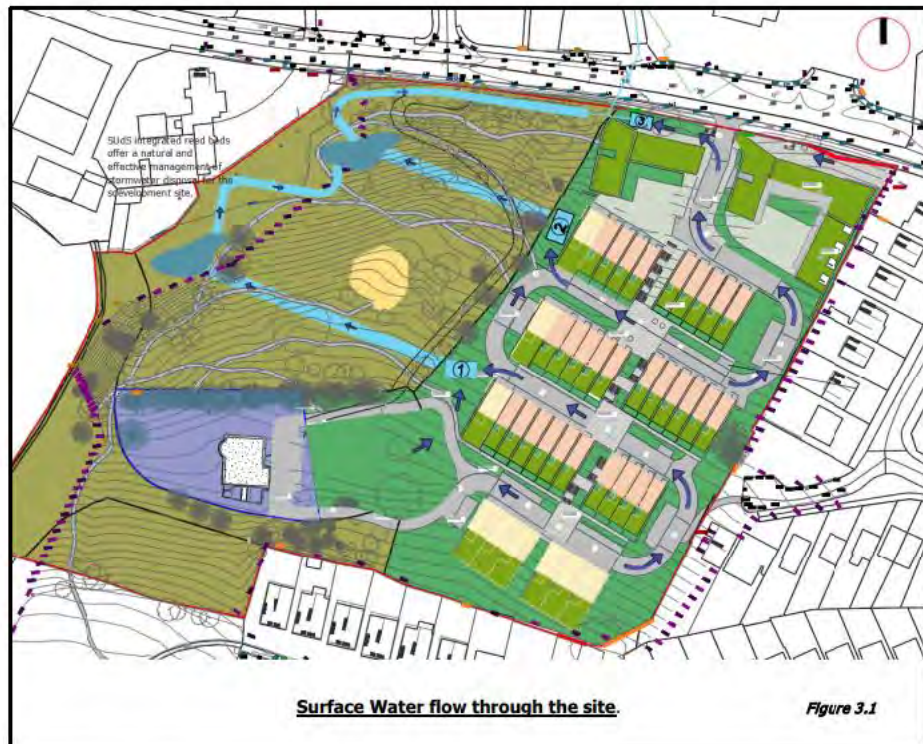 SUdS integrated reed beds
offer a natural and
effective management of
stormwater disposal for the
development site.
3
2
1
Surface Water flow through the site.
Figure 3.1